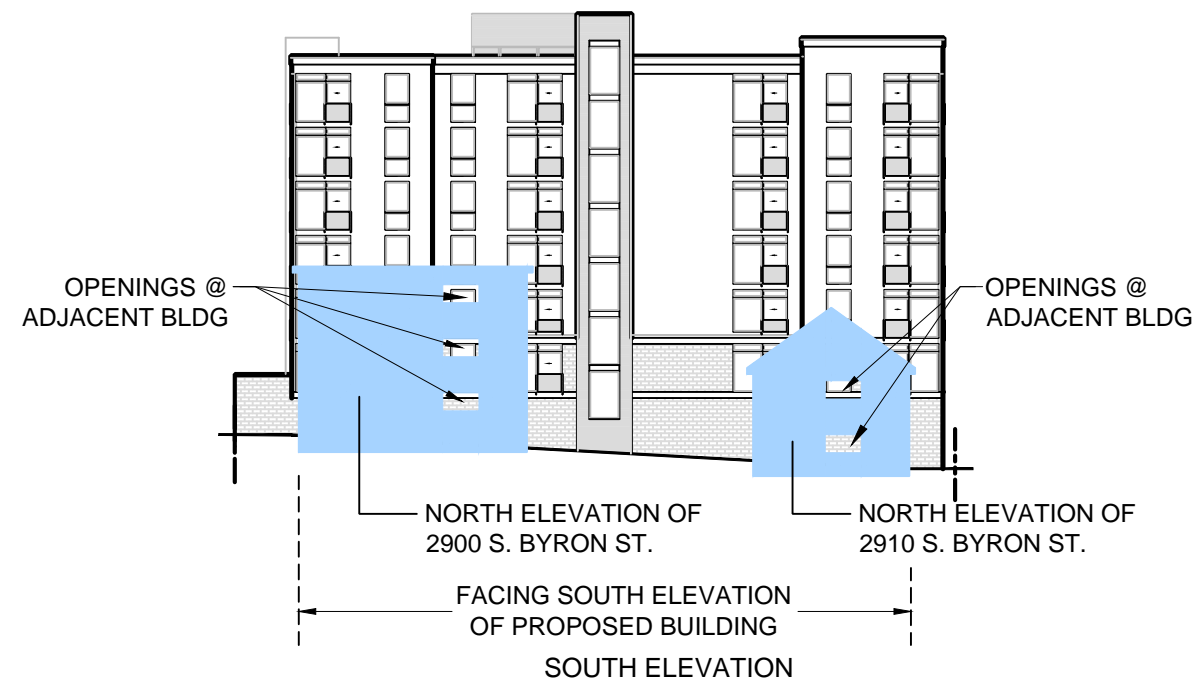 OPENINGS @
ADJACENT BLDG
OPENINGS @
ADJACENT BLDG
NORTH ELEVATION OF
2900 S. BYRON ST.
NORTH ELEVATION OF
2910 S. BYRON ST.
FACING SOUTH ELEVATION
OF PROPOSED BUILDING
SOUTH ELEVATION